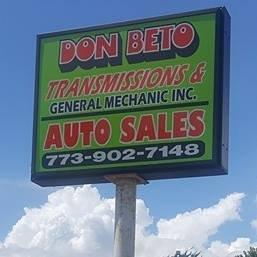 DON BETO
TRANSMISSIONS &
GENERAL MECHANIC INC.
AUTO SALES
773-902-7148